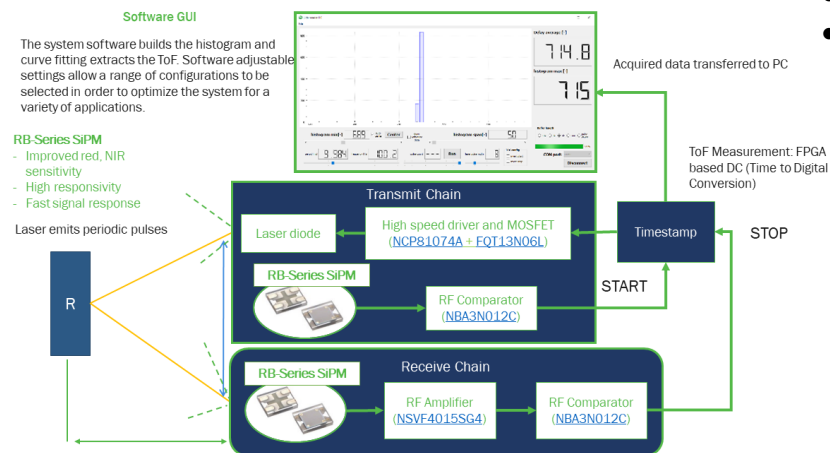 Software GUI
The system software builds the histogram and
curve fitting extracts the ToF. Software adjustable
settings allow a range of configurations to be
selected in order to optimize the system for a
variety of applications.
RB-Series SiPM
- Improved red, NIR
sensitivity
- High responsivity
- Fast signal response
Laser emits periodic pulses
714.8
715
Confirm
50
Disconnect
Acquired data transferred to PC
ToF Measurement: FPGA
based DC (Time to Digital
Conversion)
Transmit Chain
Laser diode
High speed driver and MOSFET
(NCP81074A + FQT13N06L)
Timestamp
STOP
RB-Series SiPM
RF Comparator
(NBA3N012C)
START
R
Receive Chain
RB-Series SiPM
RF Amplifier
(NSVF4015SG4)
RF Comparator
(NBA3N012C)